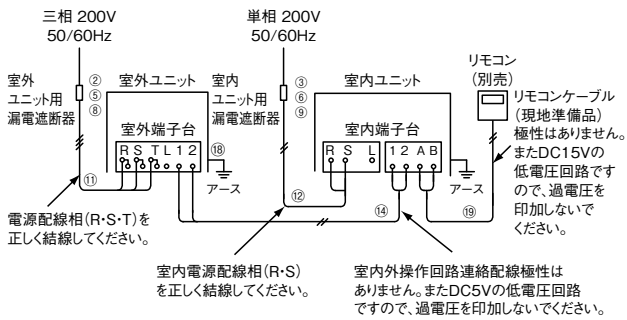 三相 200V
50/60Hz
単相 200V
50/60Hz
室外
ユニット用
漏電遮断器
②
⑤
⑧
室外ユニット
室外端子台
R S T L 1 2
⑱
アース
⑪
電源配線相(R・S・T)を
正しく結線してください。
室内
ユニット用
漏電遮断器
③
⑥
⑨
室内ユニット
室内端子台
R S L
1 2 A B
アース
⑫
⑭
⑲
室内電源配線相(R・S)
を正しく結線してください。
室内外操作回路連絡配線極性は
ありません。またDC5Vの低電圧回路
ですので、過電圧を印加しないでください。
リモコン
(別売)
リモコンケーブル
(現地準備品)
極性はありません。
またDC15Vの
低電圧回路です
ので、過電圧を
印加しないで
ください。